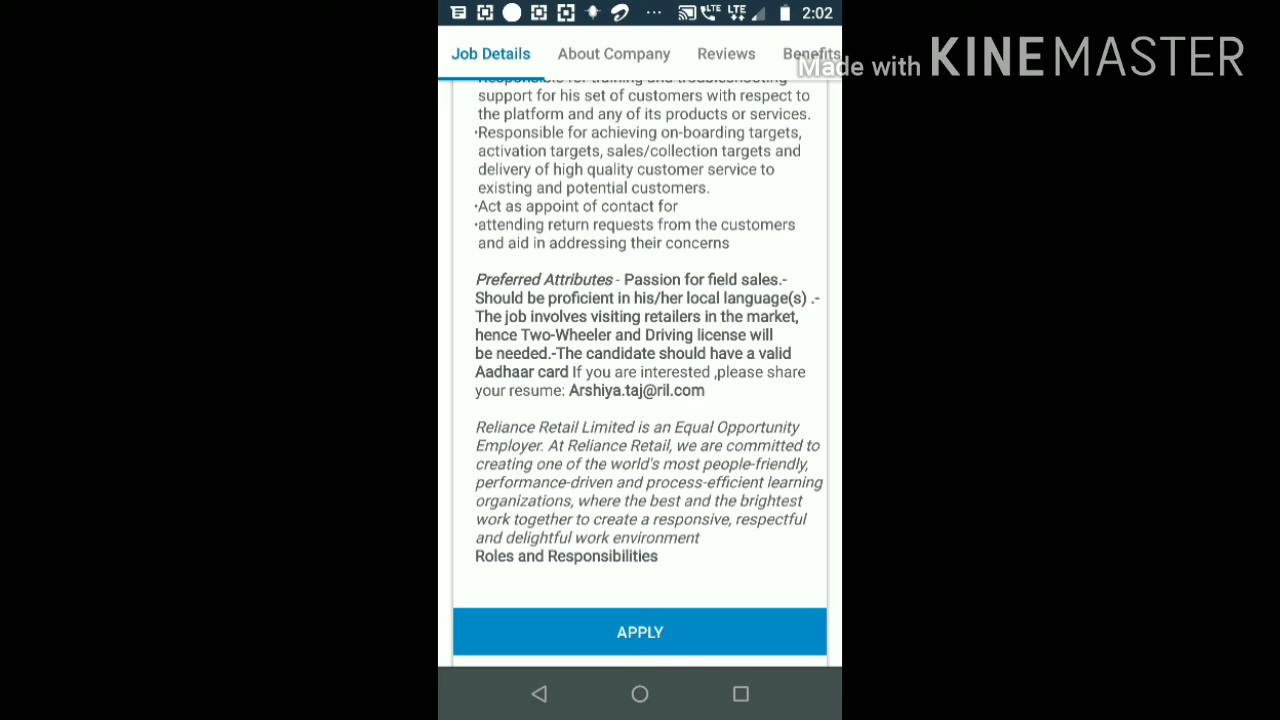 2:02
Job Details About Company Reviews Benefits
Made with KINEMASTER
Responsible for training and troubleshooting
support for his set of customers with respect to
the platform and any of its products or services.
·Responsible for achieving on-boarding targets,
activation targets, sales/collection targets and
delivery of high quality customer service to
existing and potential customers.
·Act as appoint of contact for
·attending return requests from the customers
and aid in addressing their concerns
Preferred Attributes - Passion for field sales.-
Should be proficient in his/her local language(s) .-
The job involves visiting retailers in the market,
hence Two-Wheeler and Driving license will
be needed.-The candidate should have a valid
Aadhaar card If you are interested ,please share
your resume: Arshiya.taj@ril.com
Reliance Retail Limited is an Equal Opportunity
Employer. At Reliance Retail, we are committed to
creating one of the world's most people-friendly,
performance-driven and process-efficient learning
organizations, where the best and the brightest
work together to create a responsive, respectful
and delightful work environment
Roles and Responsibilities
APPLY